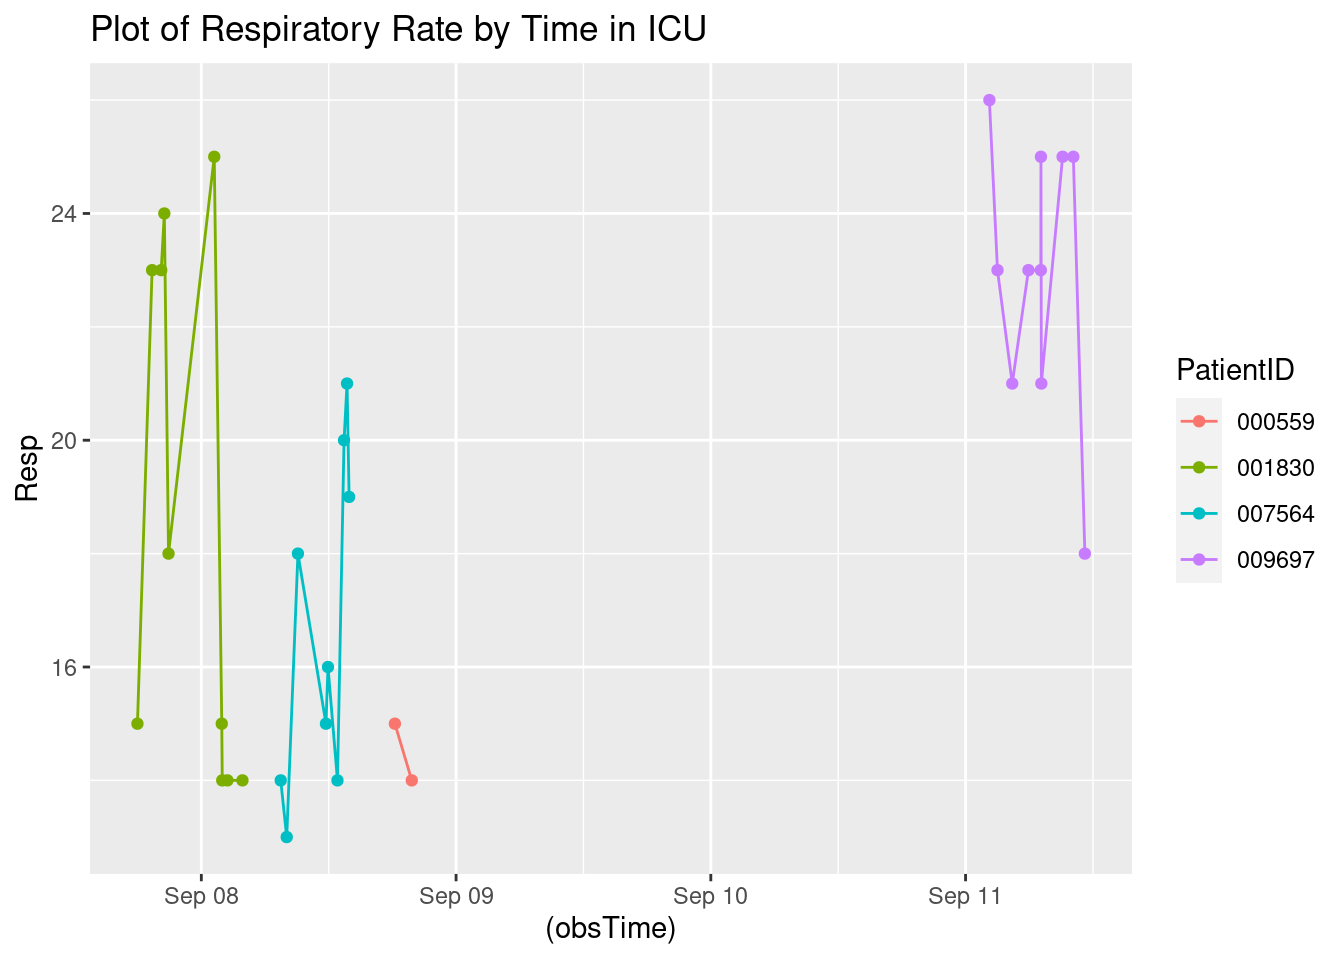 Plot of Respiratory Rate by Time in ICU
24
20
16
Resp
Sep 08
Sep 09
Sep 10
Sep 11
(obsTime)
PatientID
000559
001830
007564
009697